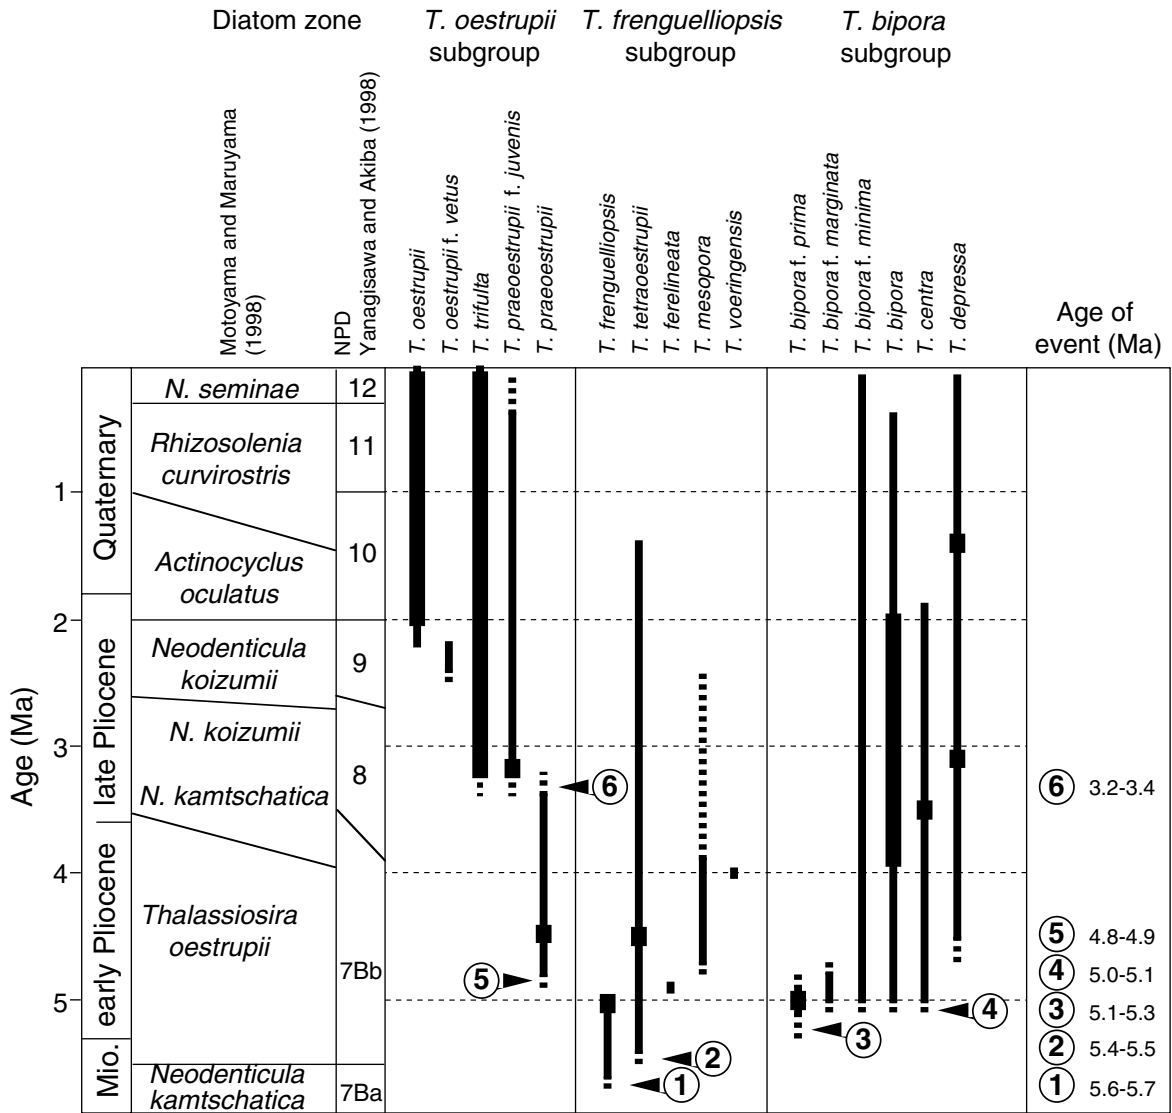 Diatom zone
T. oestrupii
subgroup
T. frenguelliopsis
subgroup
T. bipora
subgroup
Motoyama and Maruyama
(1998)
NPD
Yanagisawa and Akiba (1998)
T. oestrupii
T. oestrupii f. vetus
T. trifulta
T. praeoestrupii f. juvenis
T. praeoestrupii
T. frenguelliopsis
T. tetraoestrupii
T. ferelineata
T. mesopora
T. voeringensis
T. bipora f. prima
T. bipora f. marginata
T. bipora f. minima
T. bipora
T. centra
T. depressa
Age of
event (Ma)
Age (Ma)
1
2
3
4
5
Quaternary
late Pliocene
early Pliocene
Mio.
N. seminae
Rhizosolenia
curvirostris
Actinocyclus
oculatus
Neodenticula
koizumii
N. koizumii
N. kamtschatica
Thalassiosira
oestrupii
Neodenticula
kamtschatica
12
11
10
9
8
7Bb
7Ba
6
5
4
3
2
1
6 3.2-3.4
5 4.8-4.9
4 5.0-5.1
3 5.1-5.3
2 5.4-5.5
1 5.6-5.7